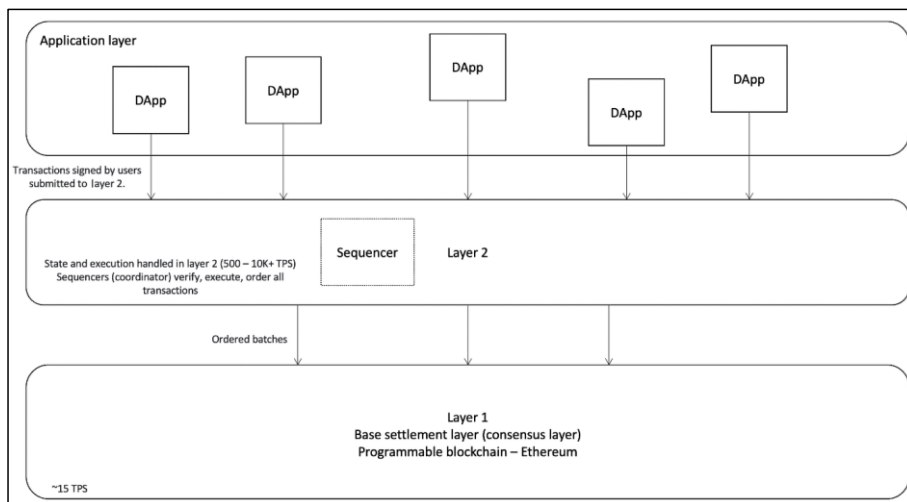 Application layer
DApp
DApp
DApp
DApp
DApp
Transactions signed by users
submitted to layer 2.
Sequencer
Layer 2
State and execution handled in layer 2 (500 – 10K+ TPS)
Sequencers (coordinator) verify, execute, order all
transactions
Ordered batches
Layer 1
Base settlement layer (consensus layer)
Programmable blockchain – Ethereum
~15 TPS